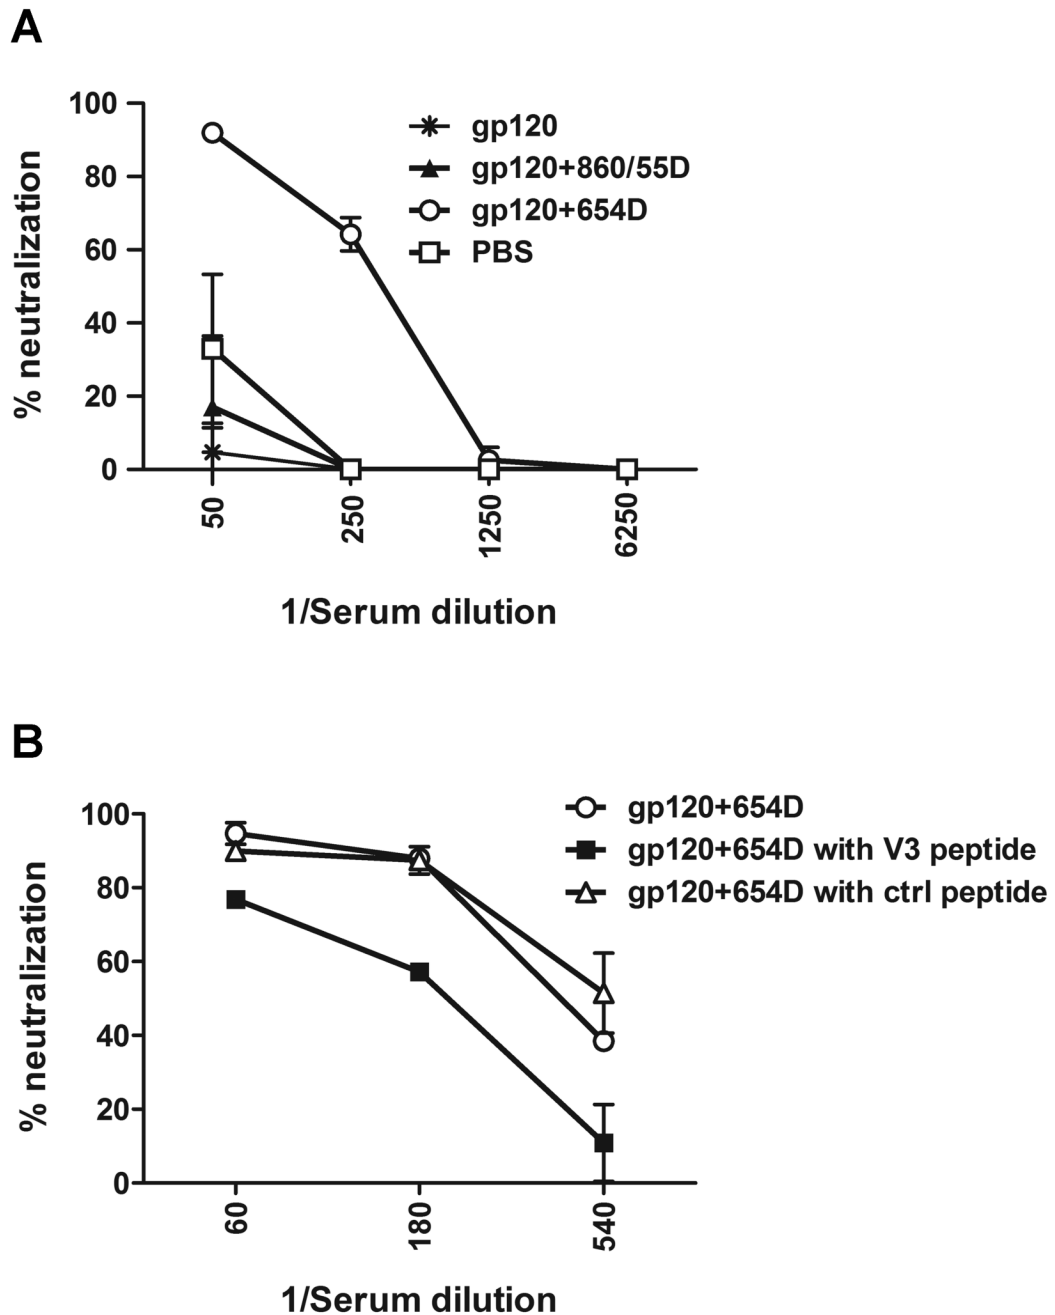 A
100
80
60
40
20
0
% neutralization
gp120
gp120+860/55D
gp120+654D
PBS
50
250
1250
6250
1/Serum dilution
B
100
80
60
40
20
0
% neutralization
gp120+654D
gp120+654D with V3 peptide
gp120+654D with ctrl peptide
60
180
540
1/Serum dilution